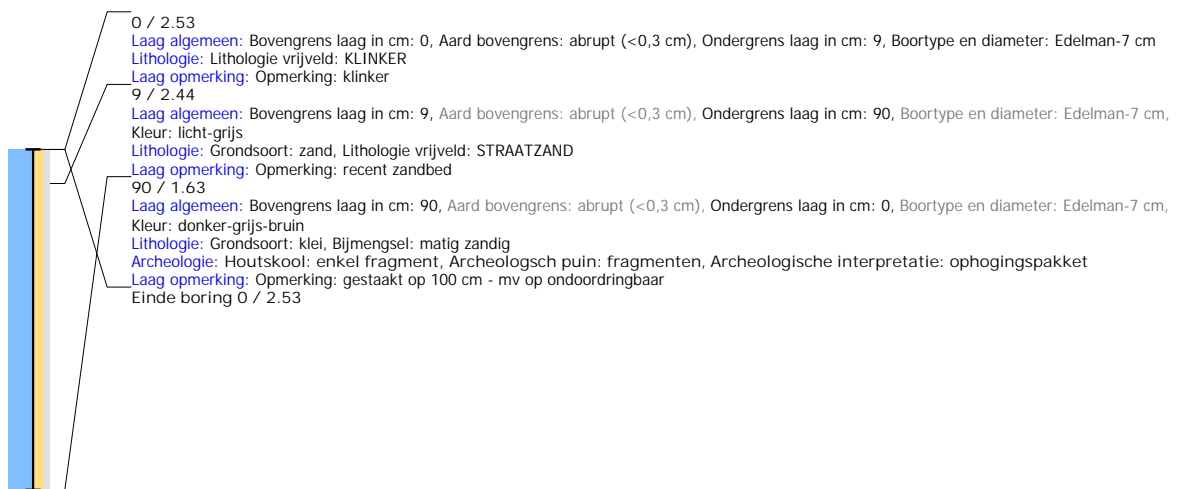 0 / 2.53
Laag algemeen: Bovengrens laag in cm: 0, Aard bovengrens: abrupt (<0,3 cm), Ondergrens laag in cm: 9, Boortype en diameter: Edelman-7 cm
Lithologie: Lithologie vrijveld: KLINKER
Laag opmerking: Opmerking: klinker
9 / 2.44
Laag algemeen: Bovengrens laag in cm: 9, Aard bovengrens: abrupt (<0,3 cm), Ondergrens laag in cm: 90, Boortype en diameter: Edelman-7 cm,
Kleur: licht-grijs
Lithologie: Grondsoort: zand, Lithologie vrijveld: STRAATZAND
Laag opmerking: Opmerking: recent zandbed
90 / 1.63
Laag algemeen: Bovengrens laag in cm: 90, Aard bovengrens: abrupt (<0,3 cm), Ondergrens laag in cm: 0, Boortype en diameter: Edelman-7 cm,
Kleur: donker-grijs-bruin
Lithologie: Grondsoort: klei, Bijmengsel: matig zandig
Archeologie: Houtskool: enkel fragment, Archeologsch puin: fragmenten, Archeologische interpretatie: ophogingspakket
Laag opmerking: Opmerking: gestaakt op 100 cm - mv op ondoordringbaar
Einde boring 0 / 2.53